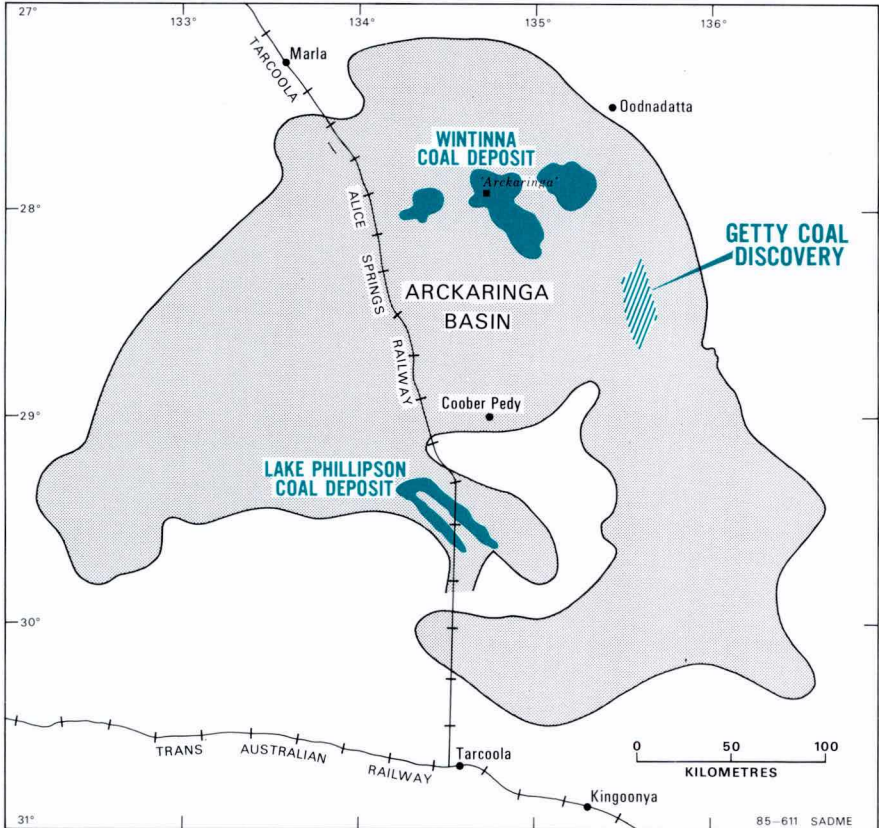 27°
133°
134°
135°
136°
TARCOOLA
Marla
Oodnadatta
WINTINNA
COAL DEPOSIT
'Arckaringa'
28°
ALICE
SPRINGS
RAILWAY
GETTY COAL
DISCOVERY
ARCKARINGA
BASIN
29°
Coober Pedy
LAKE PHILLIPSON
COAL DEPOSIT
30°
TRANS AUSTRALIAN RAILWAY
Tarcoola
0 50 100
KILOMETRES
Kingoonya
31°
85–611 SADME